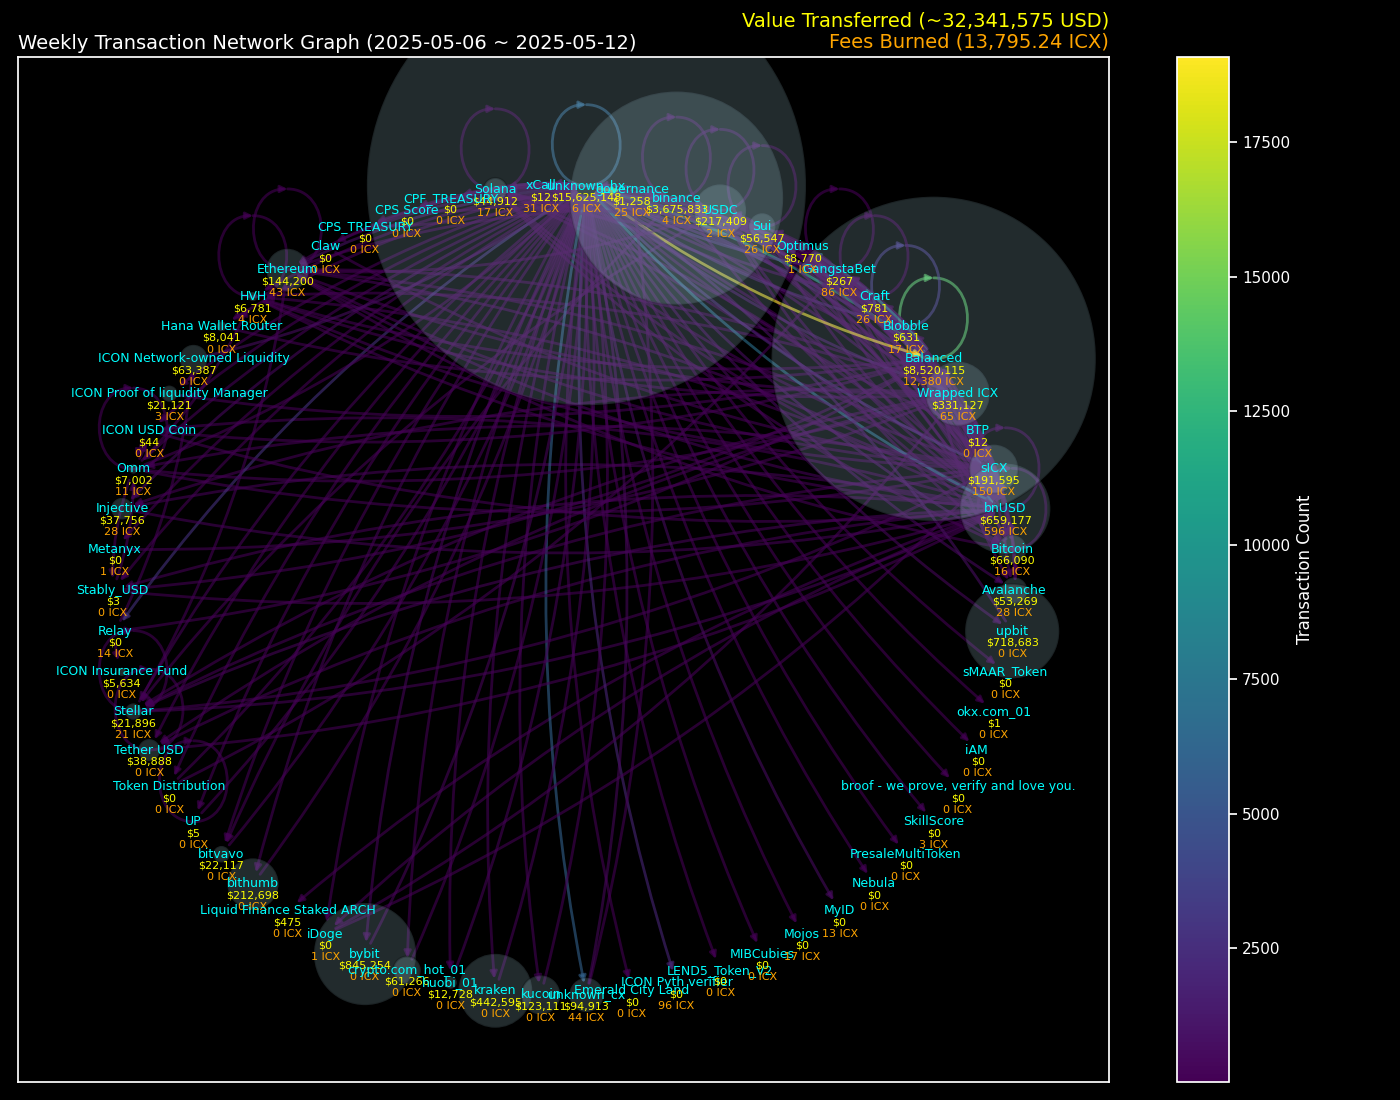 Value Transferred (~32,341,575 USD)
Weekly Transaction Network Graph (2025-05-06 ~ 2025-05-12)
Fees Burned (13,795.24 ICX)
Solana
$44,912
17 ICX
xCall
$12
31 ICX
unknown_hx
$15,625,148
6 ICX
governance
$1,258
25 ICX
binance
$3,675,833
4 ICX
USDC
$217,409
2 ICX
Sui
$56,547
26 ICX
Optimus
$8,770
1 ICX
GangstaBet
$267
86 ICX
Craft
$781
26 ICX
Blobble
$631
17 ICX
Balanced
$8,520,115
12,380 ICX
Wrapped ICX
$331,127
65 ICX
BTP
$12
0 ICX
sICX
$191,595
150 ICX
bnUSD
$659,177
596 ICX
Bitcoin
$66,090
16 ICX
Avalanche
$53,269
28 ICX
upbit
$718,683
0 ICX
sMAAR_Token
$0
0 ICX
okx.com_01
$1
0 ICX
iAM
$0
0 ICX
broof - we prove, verify and love you.
$0
0 ICX
SkillScore
$0
3 ICX
PresaleMultiToken
$0
0 ICX
Nebula
$0
0 ICX
MyID
$0
13 ICX
Mojos
$0
17 ICX
MIBCubies
$0
0 ICX
LEND5_Token_V2
$0
0 ICX
ICON Pyth verifier
$0
96 ICX
Emerald City Land
$0
0 ICX
unknown_cx
$94,913
44 ICX
kucoin
$123,111
0 ICX
kraken
$442,595
0 ICX
huobi_01
$12,728
0 ICX
crypto.com_hot_01
$61,266
0 ICX
bybit
$845,254
0 ICX
iDoge
$0
1 ICX
Liquid Finance Staked ARCH
$475
0 ICX
bithumb
$212,698
0 ICX
bitvavo
$22,117
0 ICX
UP
$5
0 ICX
Token Distribution
$0
0 ICX
Tether USD
$38,888
0 ICX
Stellar
$21,896
21 ICX
ICON Insurance Fund
$5,634
0 ICX
Relay
$0
14 ICX
Stably_USD
$3
0 ICX
Metanyx
$0
1 ICX
Injective
$37,756
28 ICX
Omm
$7,002
11 ICX
ICON USD Coin
$44
0 ICX
ICON Proof of liquidity Manager
$21,121
3 ICX
ICON Network-owned Liquidity
$63,387
0 ICX
Hana Wallet Router
$8,041
0 ICX
HVH
$6,781
4 ICX
Ethereum
$144,200
43 ICX
Claw
$0
0 ICX
CPS_TREASURY
$0
0 ICX
CPS Score
$0
0 ICX
CPF_TREASURY
$0
0 ICX
17500
15000
12500
10000
7500
5000
2500
Transaction Count